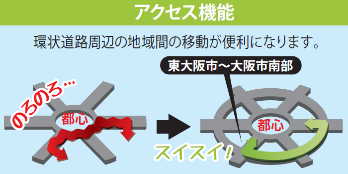 アクセス機能
環状道路周辺の地域間の移動が便利になります。
東大阪市～大阪市南部
のろのろ…
都心
都心
スイスイ!